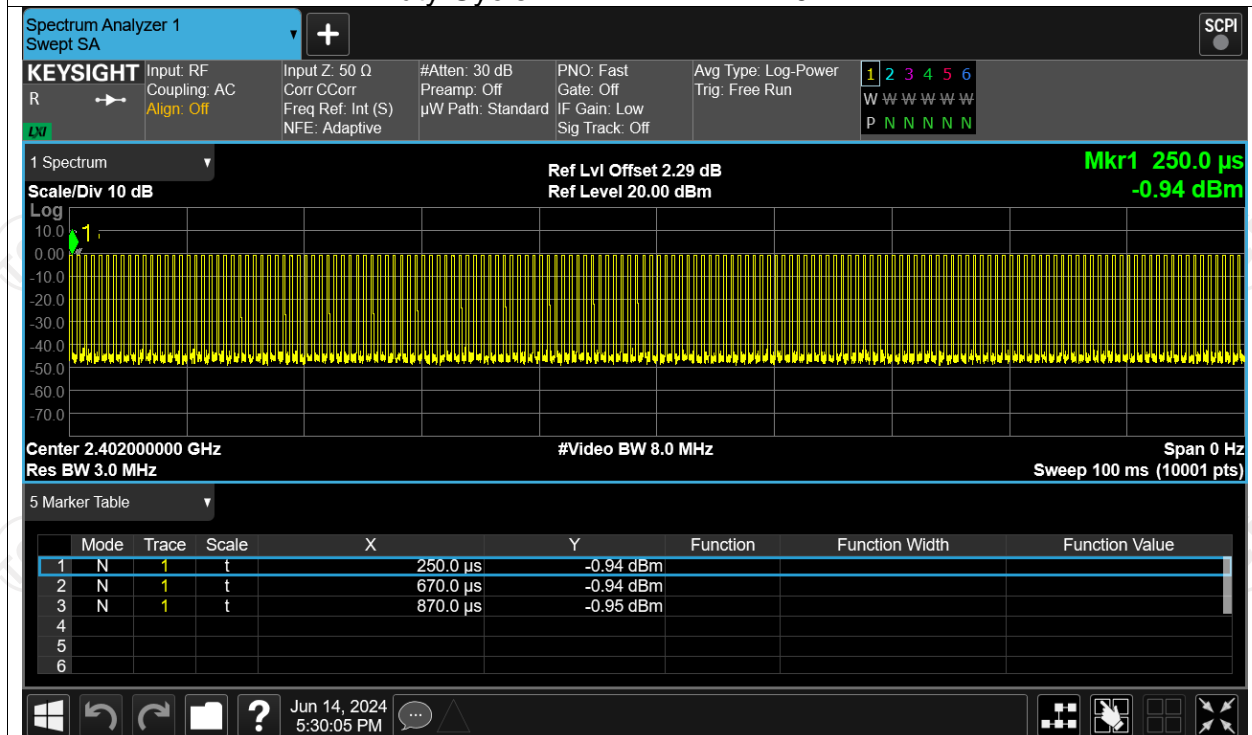 Spectrum Analyzer 1
Swept SA
+
SCPI
KEYSIGHT
R
LXI
Input: RF
Coupling: AC
Align: Off
Input Z: 50 Ω
Corr CCorr
Freq Ref: Int (S)
NFE: Adaptive
#Atten: 30 dB
Preamp: Off
µW Path: Standard
PNO: Fast
Gate: Off
IF Gain: Low
Sig Track: Off
Avg Type: Log-Power
Trig: Free Run
1 2 3 4 5 6
W W W W W W
P N N N N N
1 Spectrum
Scale/Div 10 dB
Ref Lvl Offset 2.29 dB
Ref Level 20.00 dBm
Mkr1 250.0 µs
-0.94 dBm
Log
10.0
0.00
-10.0
-20.0
-30.0
-40.0
-50.0
-60.0
-70.0
1
Center 2.402000000 GHz
Res BW 3.0 MHz
#Video BW 8.0 MHz
Span 0 Hz
Sweep 100 ms (10001 pts)
5 Marker Table
Mode Trace Scale X Y Function Function Width Function Value
1 N 1 t 250.0 µs -0.94 dBm
2 N 1 t 670.0 µs -0.94 dBm
3 N 1 t 870.0 µs -0.95 dBm
4
5
6
?
Jun 14, 2024
5:30:05 PM